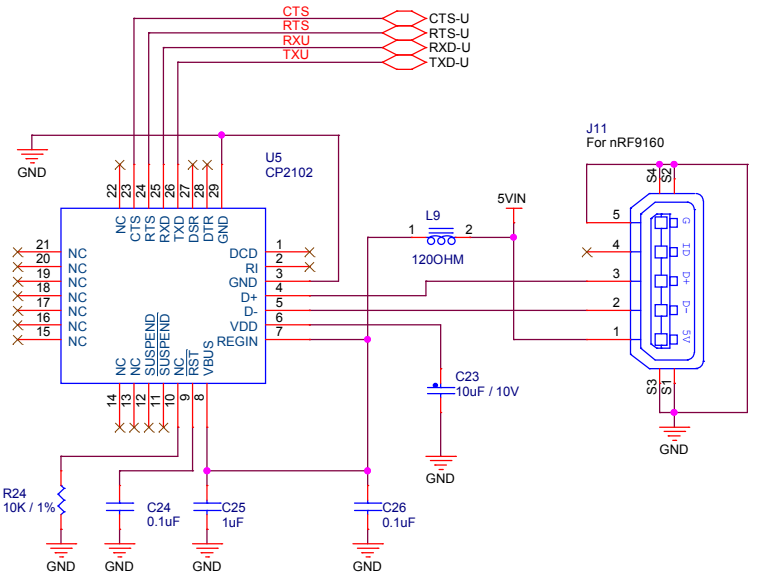 CTS
RTS
RXU
TXU
CTS-U
RTS-U
RXD-U
TXD-U
GND
U5
CP2102
22
23
24
25
26
27
28
29
NC
CTS
RTS
RXD
TXD
DSR
DTR
GND
21 NC
20 NC
19 NC
18 NC
17 NC
16 NC
15 NC
DCD 1
RI 2
GND 3
D+ 4
D- 5
VDD 6
REGIN 7
NC
NC
SUSPEND
SUSPEND
NC
RST
VBUS
14
13
12
11
10
9
8
5VIN
L9
1
2
120OHM
J11
For nRF9160
S4
S2
5 G
4 ID
3 D+
2 D-
1 5V
S3
S1
GND
C23
10uF / 10V
GND
R24
10K / 1%
GND
C24
0.1uF
GND
C25
1uF
GND
C26
0.1uF
GND